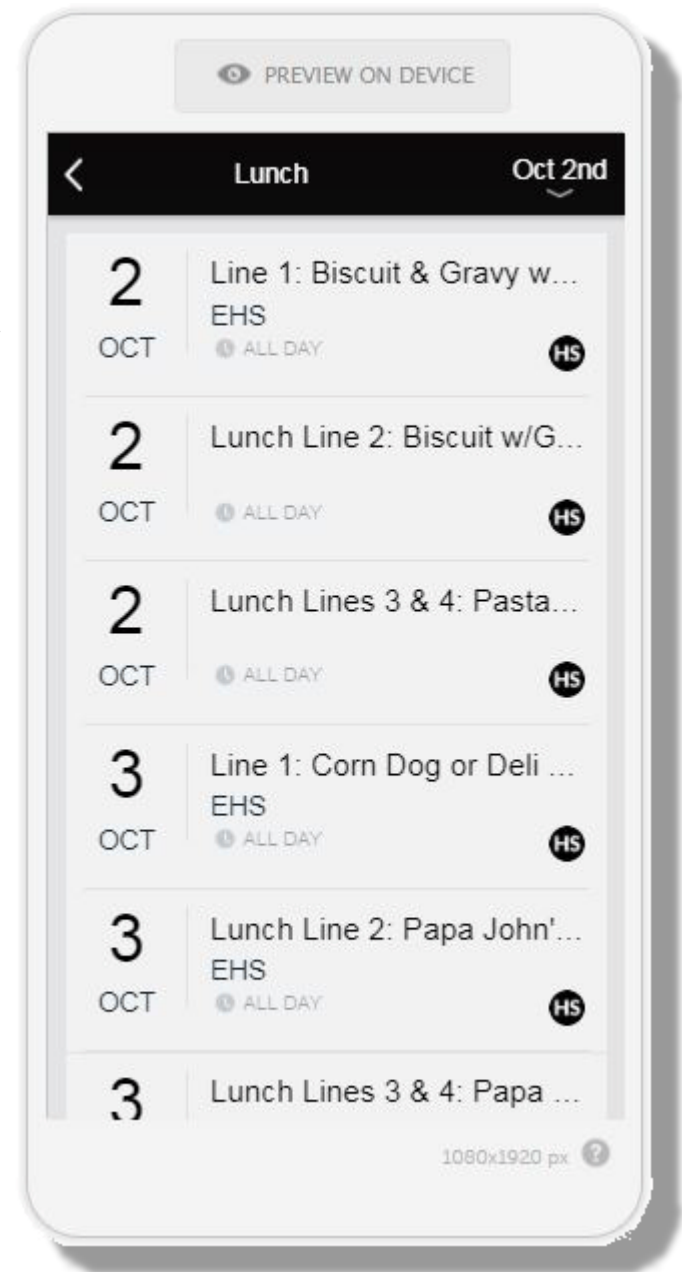 PREVIEW ON DEVICE
Lunch
Oct 2nd
2
OCT
Line 1: Biscuit & Gravy w...
EHS
ALL DAY
HS
2
OCT
Lunch Line 2: Biscuit w/G...
ALL DAY
HS
2
OCT
Lunch Lines 3 & 4: Pasta...
ALL DAY
HS
3
OCT
Line 1: Corn Dog or Deli ...
EHS
ALL DAY
HS
3
OCT
Lunch Line 2: Papa John'...
EHS
ALL DAY
HS
3
Lunch Lines 3 & 4: Papa ...
1080x1920 px ?